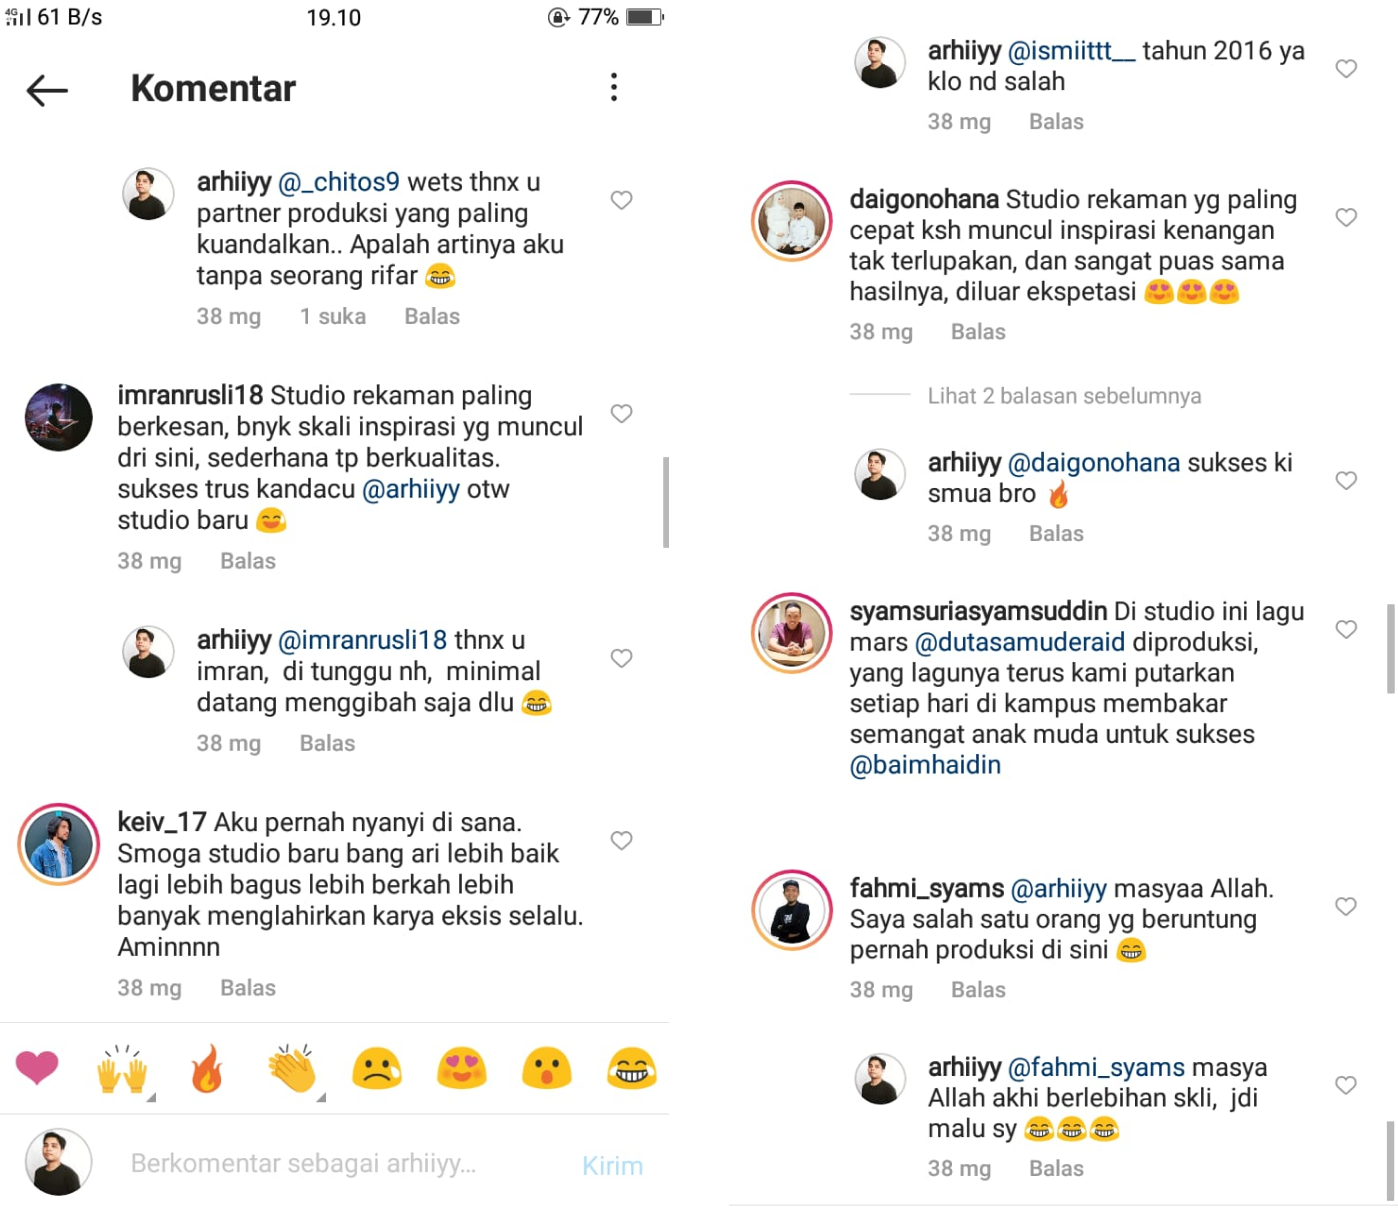 4G 61 B/s 19.10 77%
Komentar
arhiiyy @_chitos9 wets thnx u
partner produksi yang paling
kuandalkan.. Apalah artinya aku
tanpa seorang rifar 😂
38 mg 1 suka Balas
imranrusli18 Studio rekaman paling
berkesan, bnyk skali inspirasi yg muncul
dri sini, sederhana tp berkualitas.
sukses trus kandacu @arhiiyy otw
studio baru 😅
38 mg Balas
arhiiyy @imranrusli18 thnx u
imran, di tunggu nh, minimal
datang menggibah saja dlu 😂
38 mg Balas
keiv_17 Aku pernah nyanyi di sana.
Smoga studio baru bang ari lebih baik
lagi lebih bagus lebih berkah lebih
banyak menglahirkan karya eksis selalu.
Aminnnn
38 mg Balas
Berkomentar sebagai arhiiyy... Kirim
arhiiyy @ismiittt__ tahun 2016 ya
klo nd salah
38 mg Balas
daigonohana Studio rekaman yg paling
cepat ksh muncul inspirasi kenangan
tak terlupakan, dan sangat puas sama
hasilnya, diluar ekspetasi 😍😍😍
38 mg Balas
Lihat 2 balasan sebelumnya
arhiiyy @daigonohana sukses ki
smua bro 🔥
38 mg Balas
syamsuriasyamsuddin Di studio ini lagu
mars @dutasamuderaid diproduksi,
yang lagunya terus kami putarkan
setiap hari di kampus membakar
semangat anak muda untuk sukses
@baimhaidin
fahmi_syams @arhiiyy masyaa Allah.
Saya salah satu orang yg beruntung
pernah produksi di sini 😂
38 mg Balas
arhiiyy @fahmi_syams masya
Allah akhi berlebihan skli, jdi
malu sy 😂😂😂
38 mg Balas